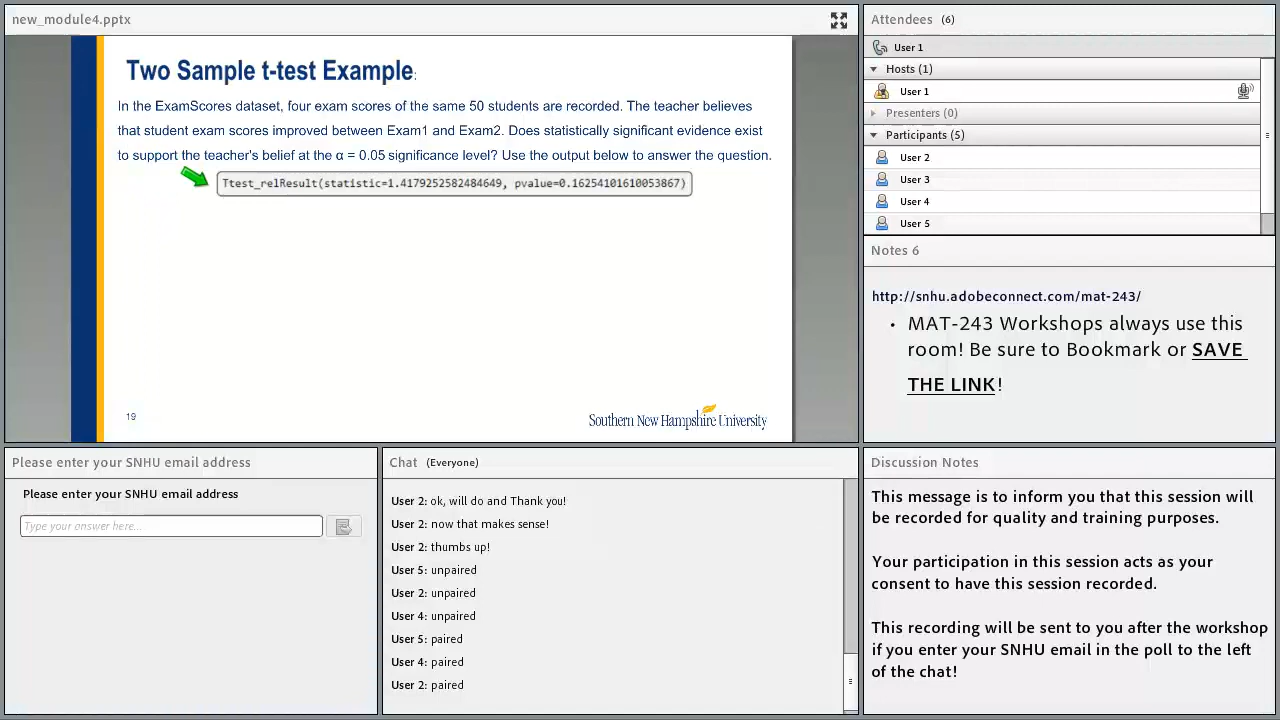 new_module4.pptx
Two Sample t-test Example:
In the ExamScores dataset, four exam scores of the same 50 students are recorded. The teacher believes
that student exam scores improved between Exam1 and Exam2. Does statistically significant evidence exist
to support the teacher's belief at the α = 0.05 significance level? Use the output below to answer the question.
Ttest_relResult(statistic=1.4179252582484649, pvalue=0.16254101610053867)
19
Southern New Hampshire University
Attendees (6)
User 1
Hosts (1)
User 1
Presenters (0)
Participants (5)
User 2
User 3
User 4
User 5
Notes 6
http://snhu.adobeconnect.com/mat-243/
• MAT-243 Workshops always use this
room! Be sure to Bookmark or SAVE
THE LINK!
Please enter your SNHU email address
Please enter your SNHU email address
Type your answer here...
Chat (Everyone)
User 2: ok, will do and Thank you!
User 2: now that makes sense!
User 2: thumbs up!
User 5: unpaired
User 2: unpaired
User 4: unpaired
User 5: paired
User 4: paired
User 2: paired
Discussion Notes
This message is to inform you that this session will
be recorded for quality and training purposes.
Your participation in this session acts as your
consent to have this session recorded.
This recording will be sent to you after the workshop
if you enter your SNHU email in the poll to the left
of the chat!